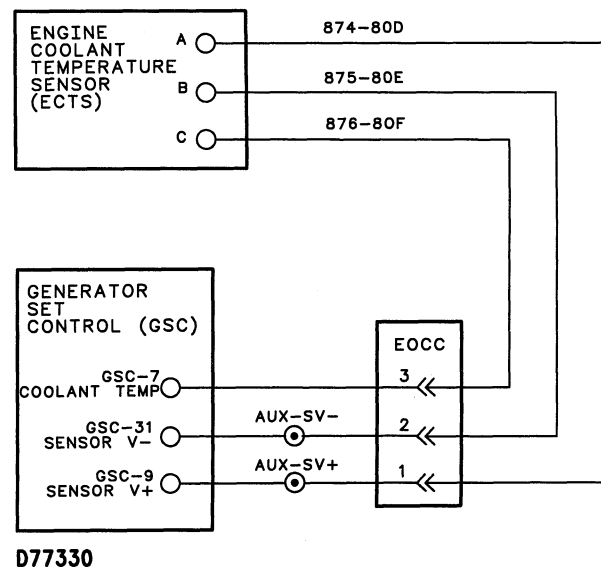 ENGINE
COOLANT
TEMPERATURE
SENSOR
(ECTS)
A
874-80D
B
875-80E
C
876-80F
GENERATOR
SET
CONTROL (GSC)
EOCC
GSC-7
COOLANT TEMP
3
GSC-31
SENSOR V-
AUX-SV-
2
GSC-9
SENSOR V+
AUX-SV+
1
D77330